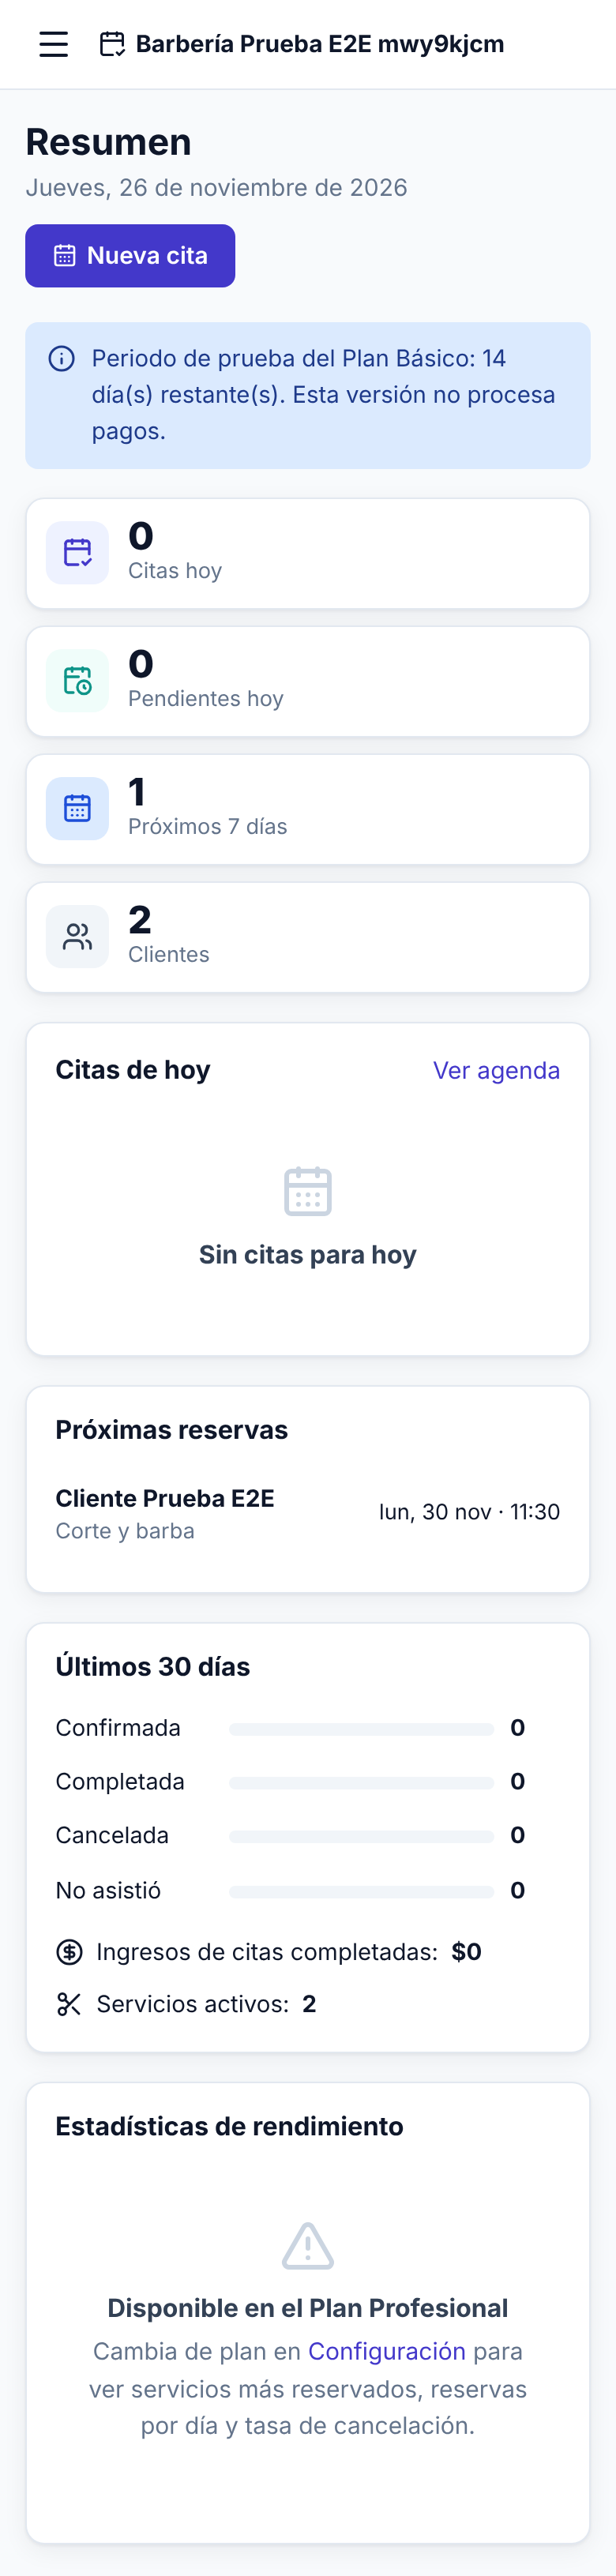 Barbería Prueba E2E mwy9kjcm
Resumen
Jueves, 26 de noviembre de 2026
Nueva cita
Periodo de prueba del Plan Básico: 14
día(s) restante(s). Esta versión no procesa
pagos.
0
Citas hoy
0
Pendientes hoy
1
Próximos 7 días
2
Clientes
Citas de hoy
Ver agenda
Sin citas para hoy
Próximas reservas
Cliente Prueba E2E
Corte y barba
lun, 30 nov · 11:30
Últimos 30 días
Confirmada 0
Completada 0
Cancelada 0
No asistió 0
Ingresos de citas completadas: $0
Servicios activos: 2
Estadísticas de rendimiento
Disponible en el Plan Profesional
Cambia de plan en Configuración para
ver servicios más reservados, reservas
por día y tasa de cancelación.